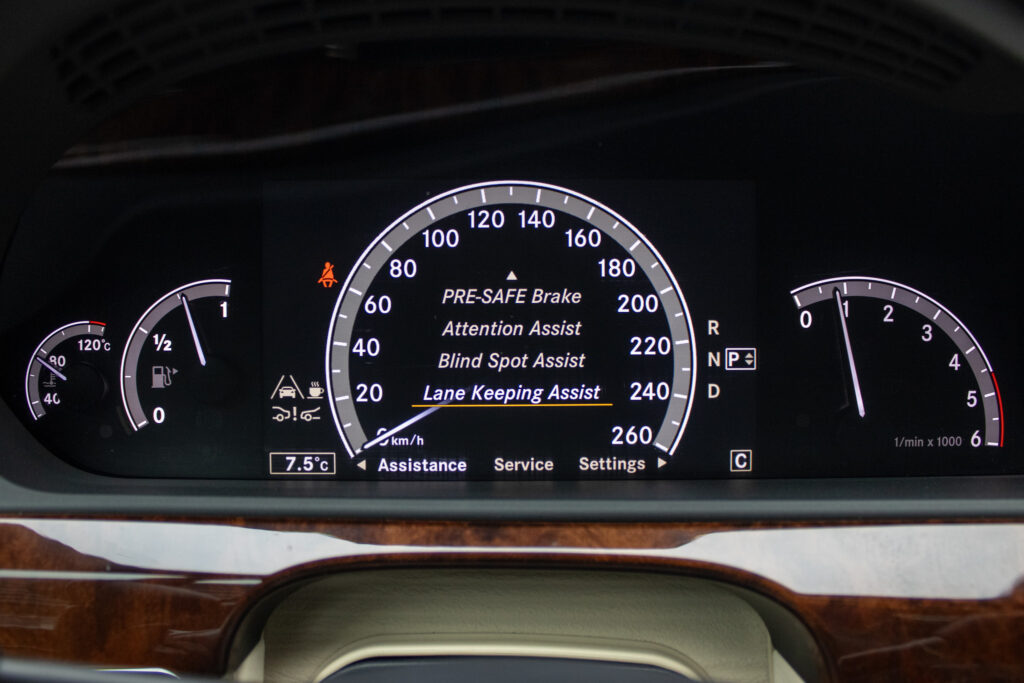 120 140
100 160
80 180
60 200
40 220
20 240
0 km/h 260
PRE-SAFE Brake
Attention Assist
Blind Spot Assist
Lane Keeping Assist
Assistance Service Settings
7.5°C
120°C
80
40
1
1/2
0
R
N P
D
C
0 1 2 3 4 5 6
1/min x 1000